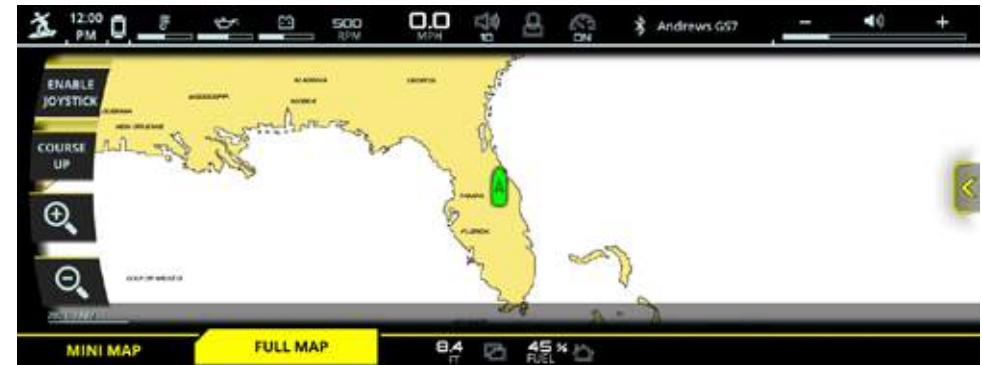 12:00
PM
500
RPM
0.0
MPH
10
ON
Andrews GS7
−
+
ENABLE
JOYSTICK
COURSE
UP
MISSISSIPPI
ALABAMA
GEORGIA
MOBILE
NEW ORLEANS
TAMPA
FLORIDA
A
GULF OF MEXICO
MINI MAP
FULL MAP
8.4
FT
45 %
FUEL